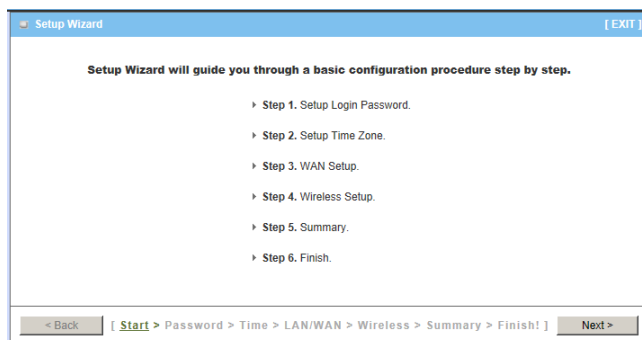 Setup Wizard [ EXIT ]
Setup Wizard will guide you through a basic configuration procedure step by step.
Step 1. Setup Login Password.
Step 2. Setup Time Zone.
Step 3. WAN Setup.
Step 4. Wireless Setup.
Step 5. Summary.
Step 6. Finish.
< Back [ Start > Password > Time > LAN/WAN > Wireless > Summary > Finish! ] Next >